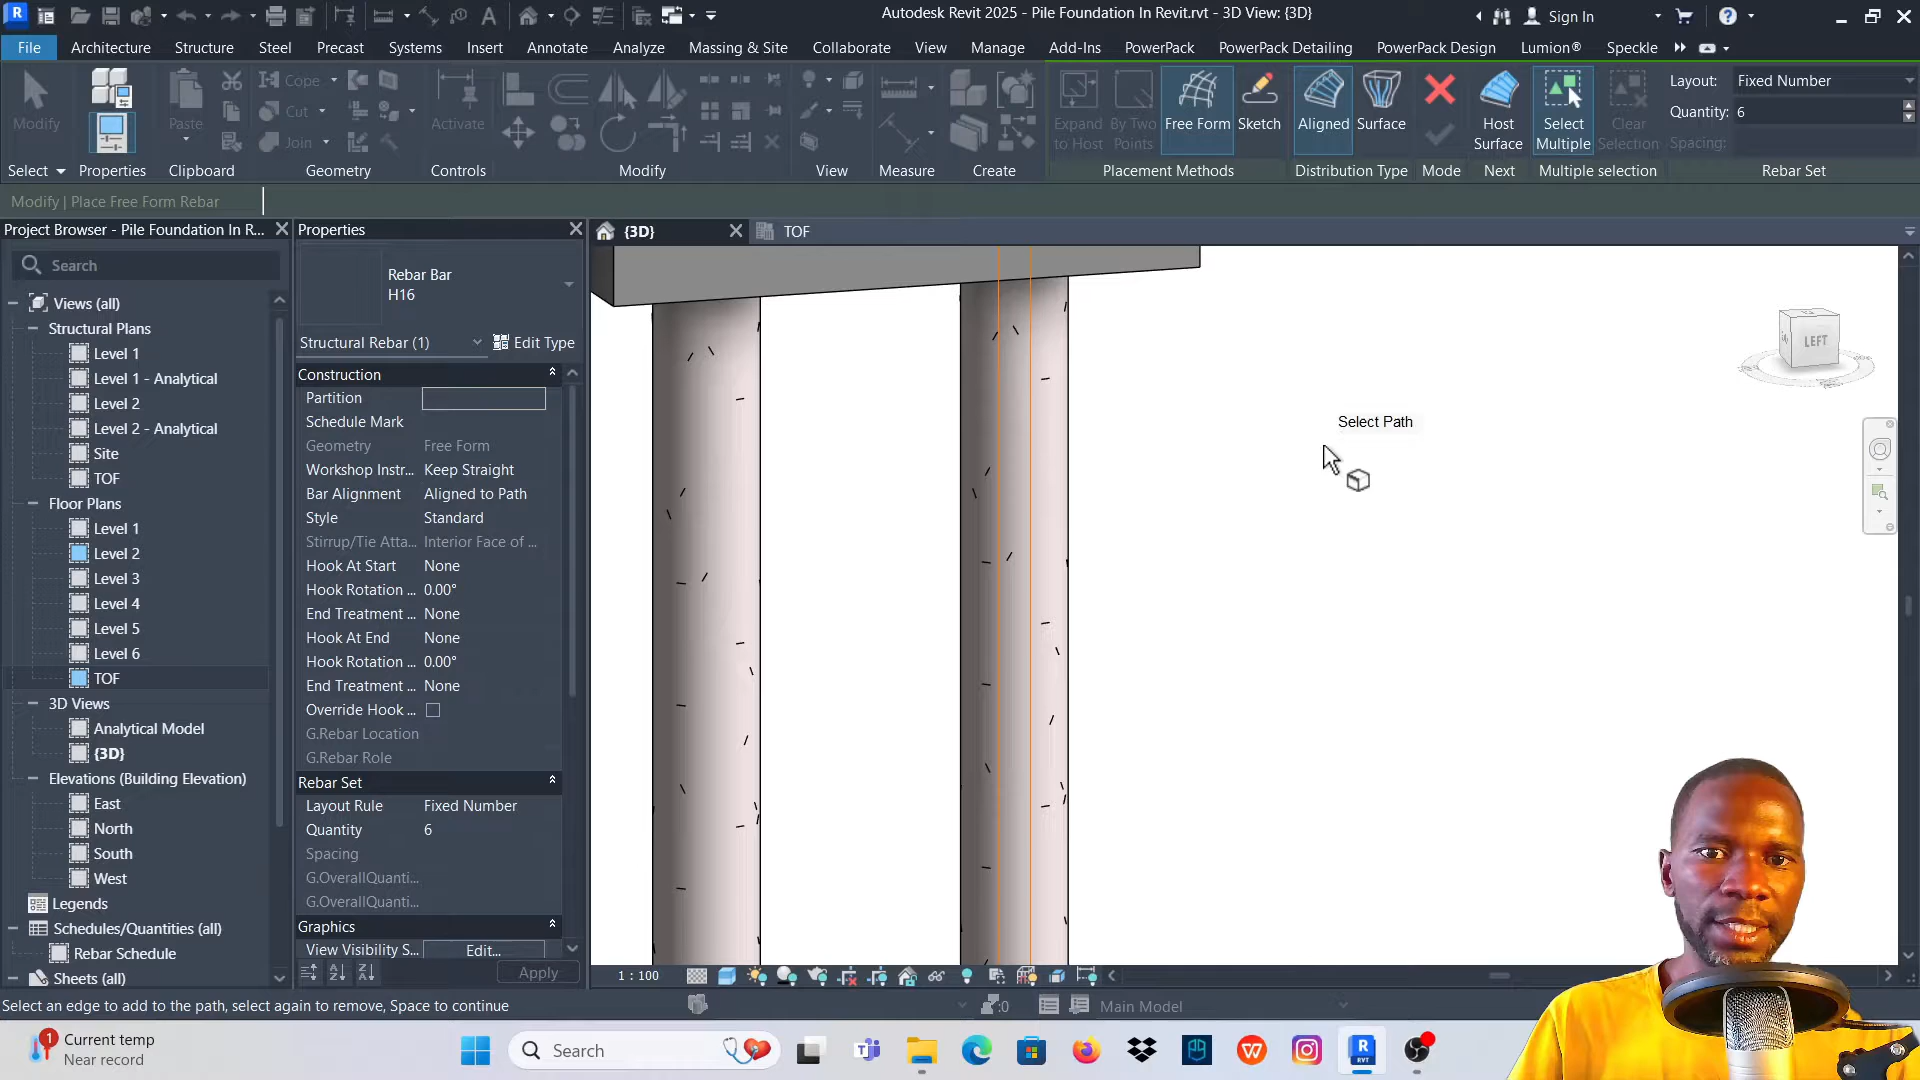 Autodesk Revit 2025 - Pile Foundation In Revit.rvt - 3D View: {3D}
Sign In
File Architecture Structure Steel Precast Systems Insert Annotate Analyze Massing & Site Collaborate View Manage Add-Ins PowerPack PowerPack Detailing PowerPack Design Lumion® Speckle
Modify
Paste
Cope
Cut
Join
Activate
Expand to Host
By Two Points
Free Form
Sketch
Aligned
Surface
Host Surface
Select Multiple
Clear Selection
Layout: Fixed Number
Quantity: 6
Spacing:
Select Properties Clipboard Geometry Controls Modify View Measure Create Placement Methods Distribution Type Mode Next Multiple selection Rebar Set
Modify | Place Free Form Rebar
Project Browser - Pile Foundation In R...
Search
Views (all)
Structural Plans
Level 1
Level 1 - Analytical
Level 2
Level 2 - Analytical
Site
TOF
Floor Plans
Level 1
Level 2
Level 3
Level 4
Level 5
Level 6
TOF
3D Views
Analytical Model
{3D}
Elevations (Building Elevation)
East
North
South
West
Legends
Schedules/Quantities (all)
Rebar Schedule
Sheets (all)
Properties
Rebar Bar
H16
Structural Rebar (1)
Edit Type
Construction
Partition
Schedule Mark
Geometry Free Form
Workshop Instr... Keep Straight
Bar Alignment Aligned to Path
Style Standard
Stirrup/Tie Atta... Interior Face of ...
Hook At Start None
Hook Rotation ... 0.00°
End Treatment ... None
Hook At End None
Hook Rotation ... 0.00°
End Treatment ... None
Override Hook ...
G.Rebar Location
G.Rebar Role
Rebar Set
Layout Rule Fixed Number
Quantity 6
Spacing
G.OverallQuanti...
G.OverallQuanti...
Graphics
View Visibility S... Edit...
Apply
{3D}
TOF
LEFT
Select Path
1 : 100
Select an edge to add to the path, select again to remove, Space to continue
:0
Main Model
1
Current temp
Near record
Search
R
RVT